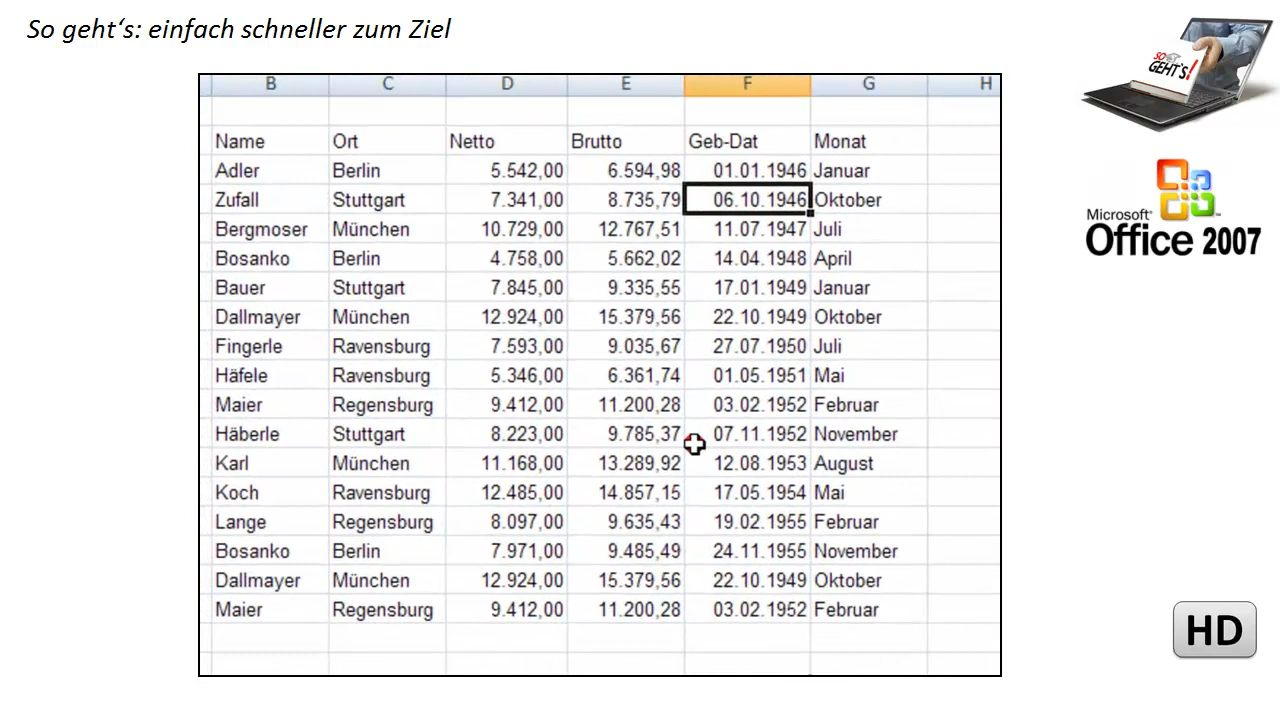 So geht‘s: einfach schneller zum Ziel
SO
GEHT`S!
B C D E F G H
Name Ort Netto Brutto Geb-Dat Monat
Adler Berlin 5.542,00 6.594,98 01.01.1946 Januar
Zufall Stuttgart 7.341,00 8.735,79 06.10.1946 Oktober
Bergmoser München 10.729,00 12.767,51 11.07.1947 Juli
Bosanko Berlin 4.758,00 5.662,02 14.04.1948 April
Bauer Stuttgart 7.845,00 9.335,55 17.01.1949 Januar
Dallmayer München 12.924,00 15.379,56 22.10.1949 Oktober
Fingerle Ravensburg 7.593,00 9.035,67 27.07.1950 Juli
Häfele Ravensburg 5.346,00 6.361,74 01.05.1951 Mai
Maier Regensburg 9.412,00 11.200,28 03.02.1952 Februar
Häberle Stuttgart 8.223,00 9.785,37 07.11.1952 November
Karl München 11.168,00 13.289,92 12.08.1953 August
Koch Ravensburg 12.485,00 14.857,15 17.05.1954 Mai
Lange Regensburg 8.097,00 9.635,43 19.02.1955 Februar
Bosanko Berlin 7.971,00 9.485,49 24.11.1955 November
Dallmayer München 12.924,00 15.379,56 22.10.1949 Oktober
Maier Regensburg 9.412,00 11.200,28 03.02.1952 Februar
Microsoft
Office 2007
HD